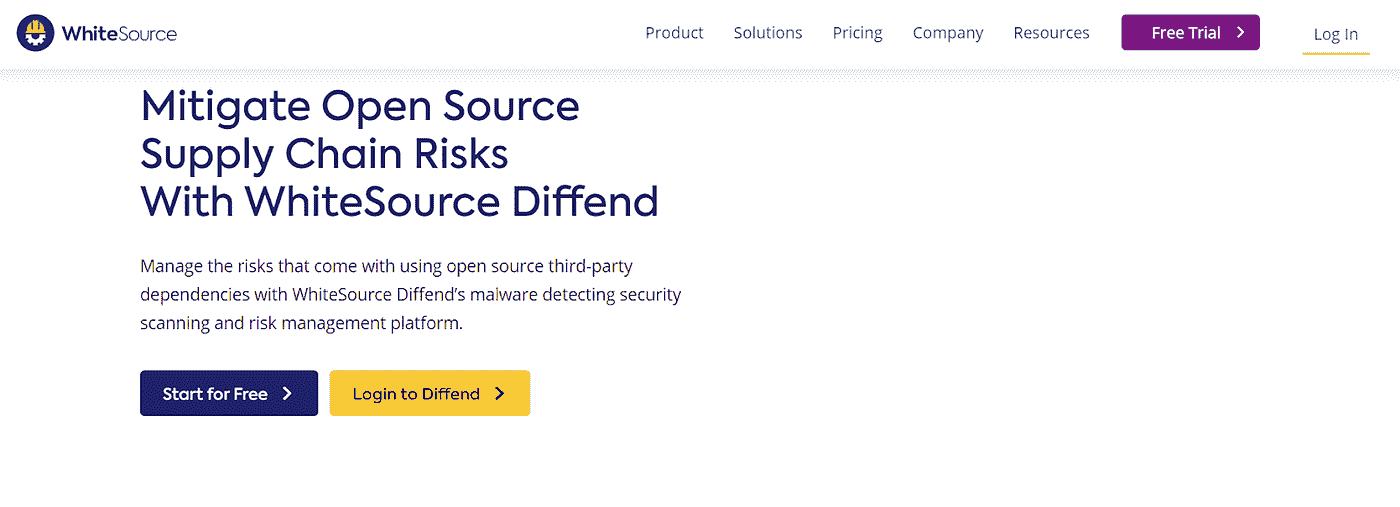 WhiteSource
Product Solutions Pricing Company Resources Free Trial Log In
Mitigate Open Source
Supply Chain Risks
With WhiteSource Diffend
Manage the risks that come with using open source third-party
dependencies with WhiteSource Diffend's malware detecting security
scanning and risk management platform.
Start for Free Login to Diffend